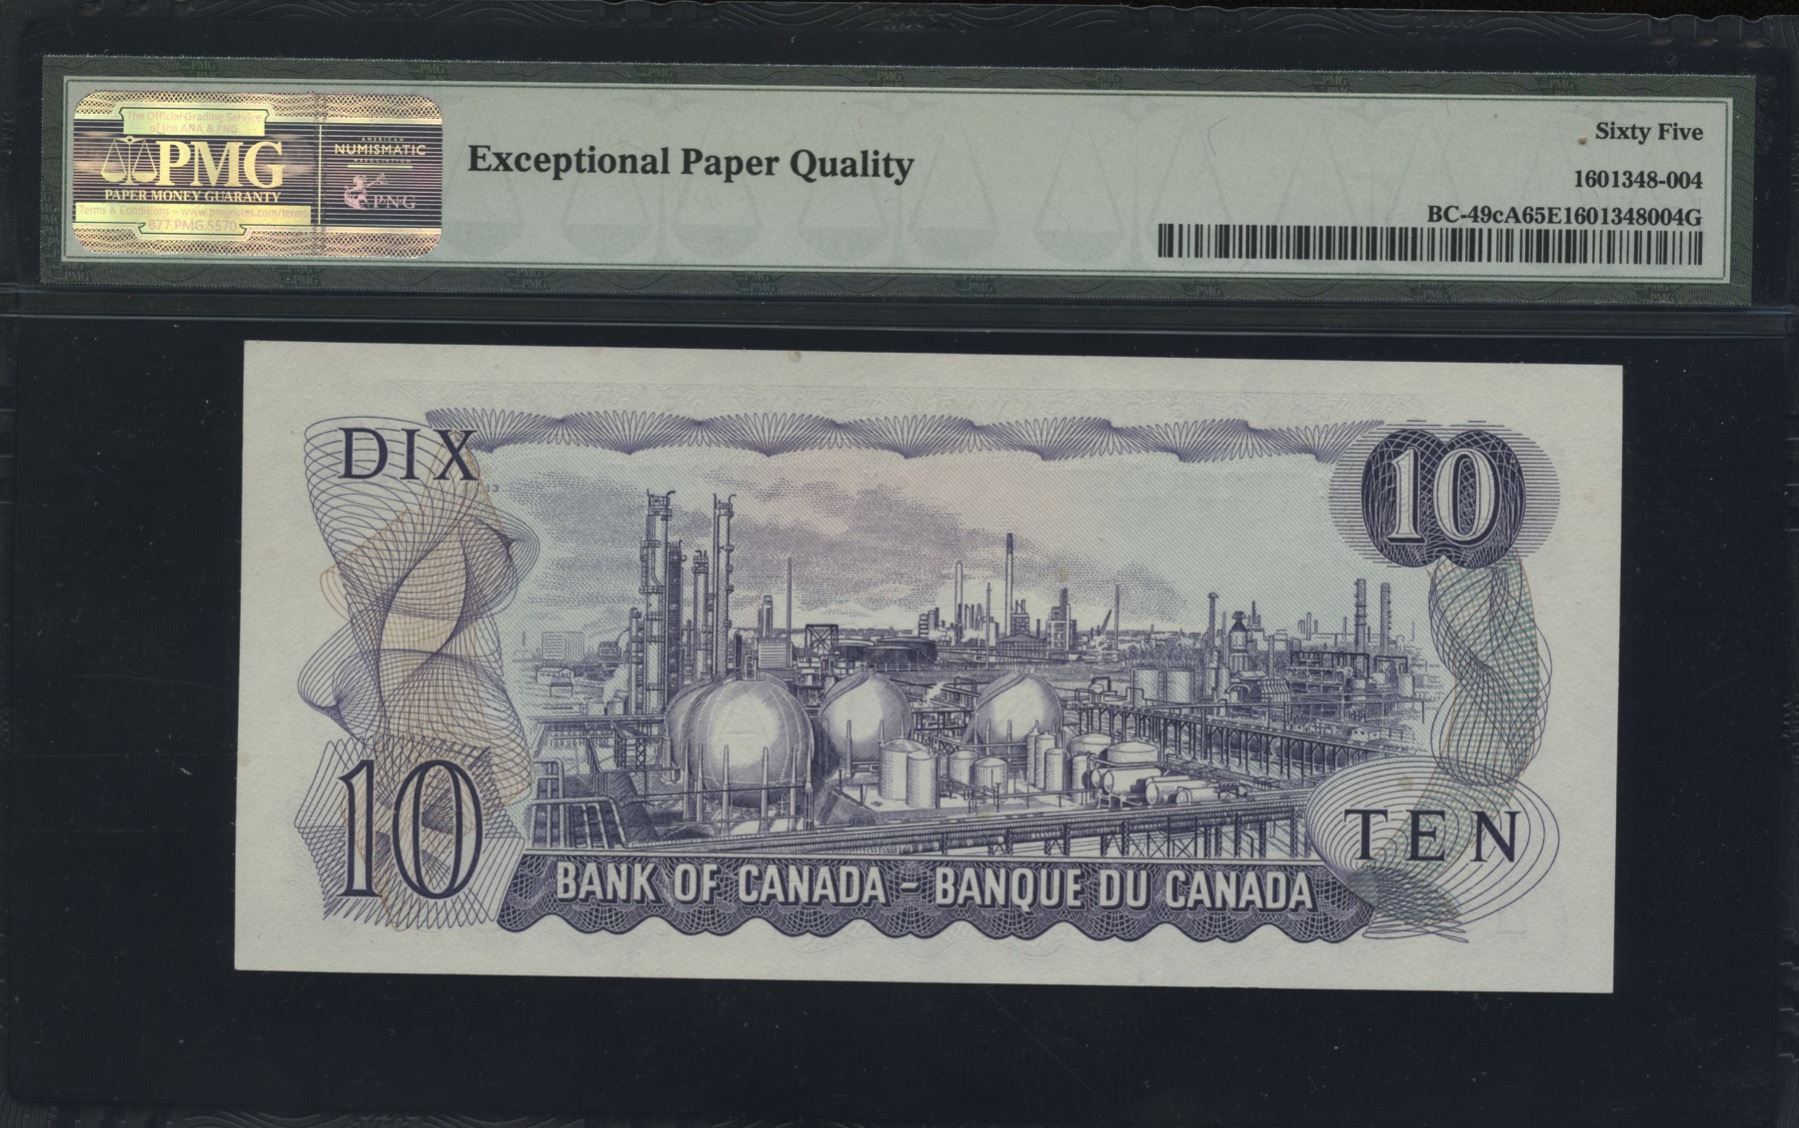 The Official Grading Service
of the ANA & PNG
PMG
PAPER MONEY GUARANTY
Terms & Conditions – www.pmgnotes.com/terms
877-PMG-5570
AMERICAN
NUMISMATIC
ASSOCIATION
PNG
Exceptional Paper Quality
Sixty Five
1601348-004
BC-49cA65E1601348004G
DIX
13
10
10
TEN
BANK OF CANADA – BANQUE DU CANADA